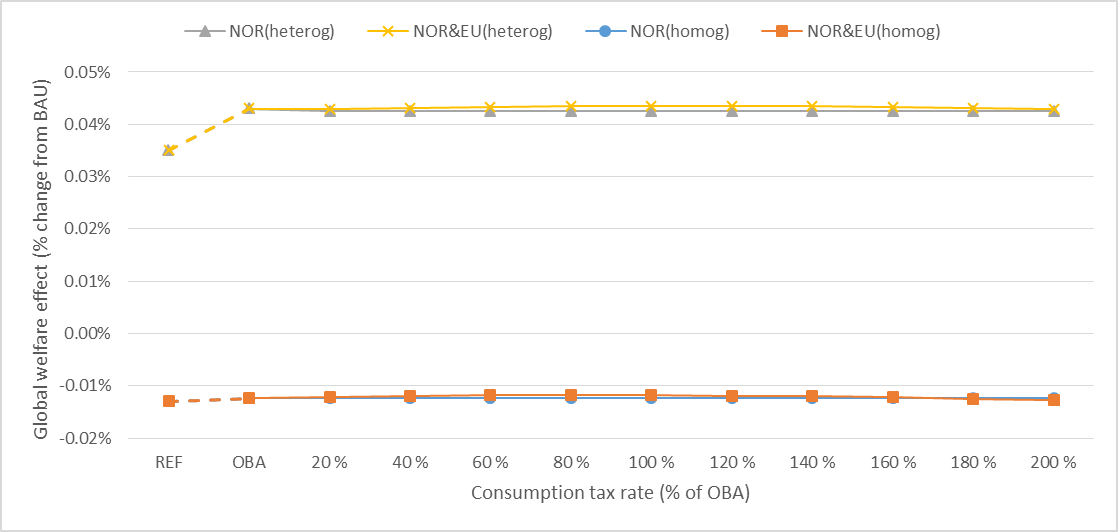 NOR(heterog) NOR&EU(heterog) NOR(homog) NOR&EU(homog)
Global welfare effect (% change from BAU)
0.05%
0.04%
0.03%
0.02%
0.01%
0.00%
-0.01%
-0.02%
REF OBA 20 % 40 % 60 % 80 % 100 % 120 % 140 % 160 % 180 % 200 %
Consumption tax rate (% of OBA)